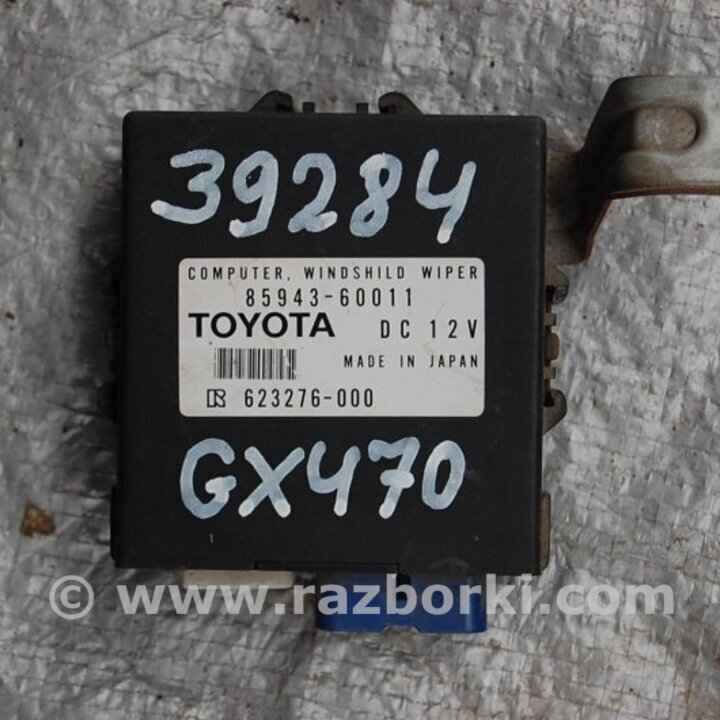 39284
COMPUTER, WINDSHILD WIPER
85943-60011
TOYOTA DC 12V
MADE IN JAPAN
R 623276-000
GX470
© www.razborki.com